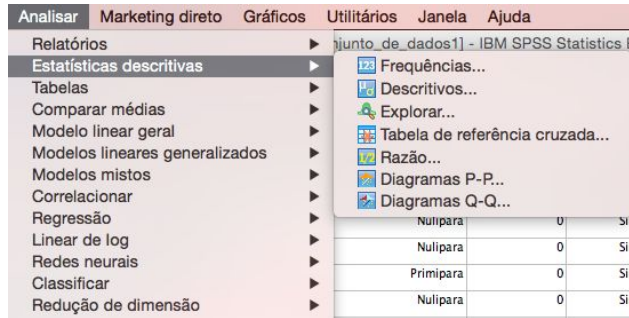 Analisar Marketing direto Gráficos Utilitários Janela Ajuda
Relatórios
njunto_de_dados1] - IBM SPSS Statistics E
Estatísticas descritivas
Frequências...
Tabelas
Descritivos...
Comparar médias
Explorar...
Modelo linear geral
Tabela de referência cruzada...
Modelos lineares generalizados
Razão...
Modelos mistos
Diagramas P-P...
Correlacionar
Diagramas Q-Q...
Regressão
Nulipara 0 Si
Linear de log
Nulipara 0 Si
Redes neurais
Primipara 0 Si
Classificar
Nulipara 0 Si
Redução de dimensão